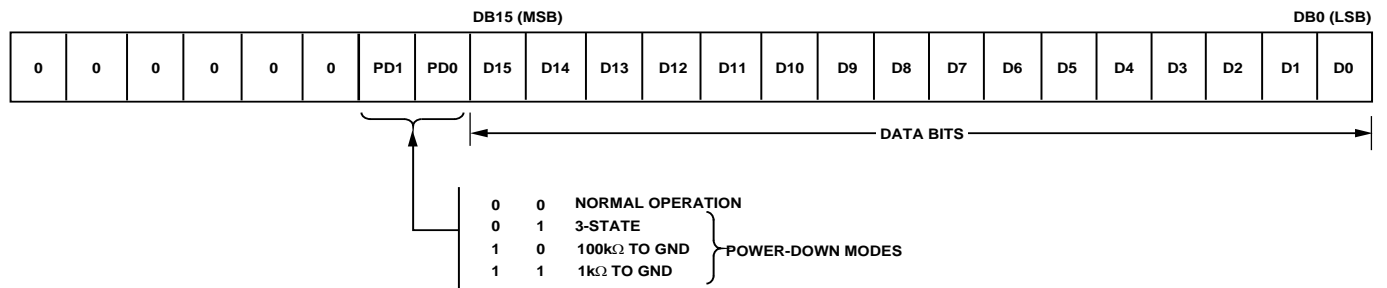 DB15 (MSB) DB0 (LSB)
0 0 0 0 0 0 PD1 PD0 D15 D14 D13 D12 D11 D10 D9 D8 D7 D6 D5 D4 D3 D2 D1 D0
DATA BITS
0 0 NORMAL OPERATION
0 1 3-STATE
1 0 100kΩ TO GND
POWER-DOWN MODES
1 1 1kΩ TO GND